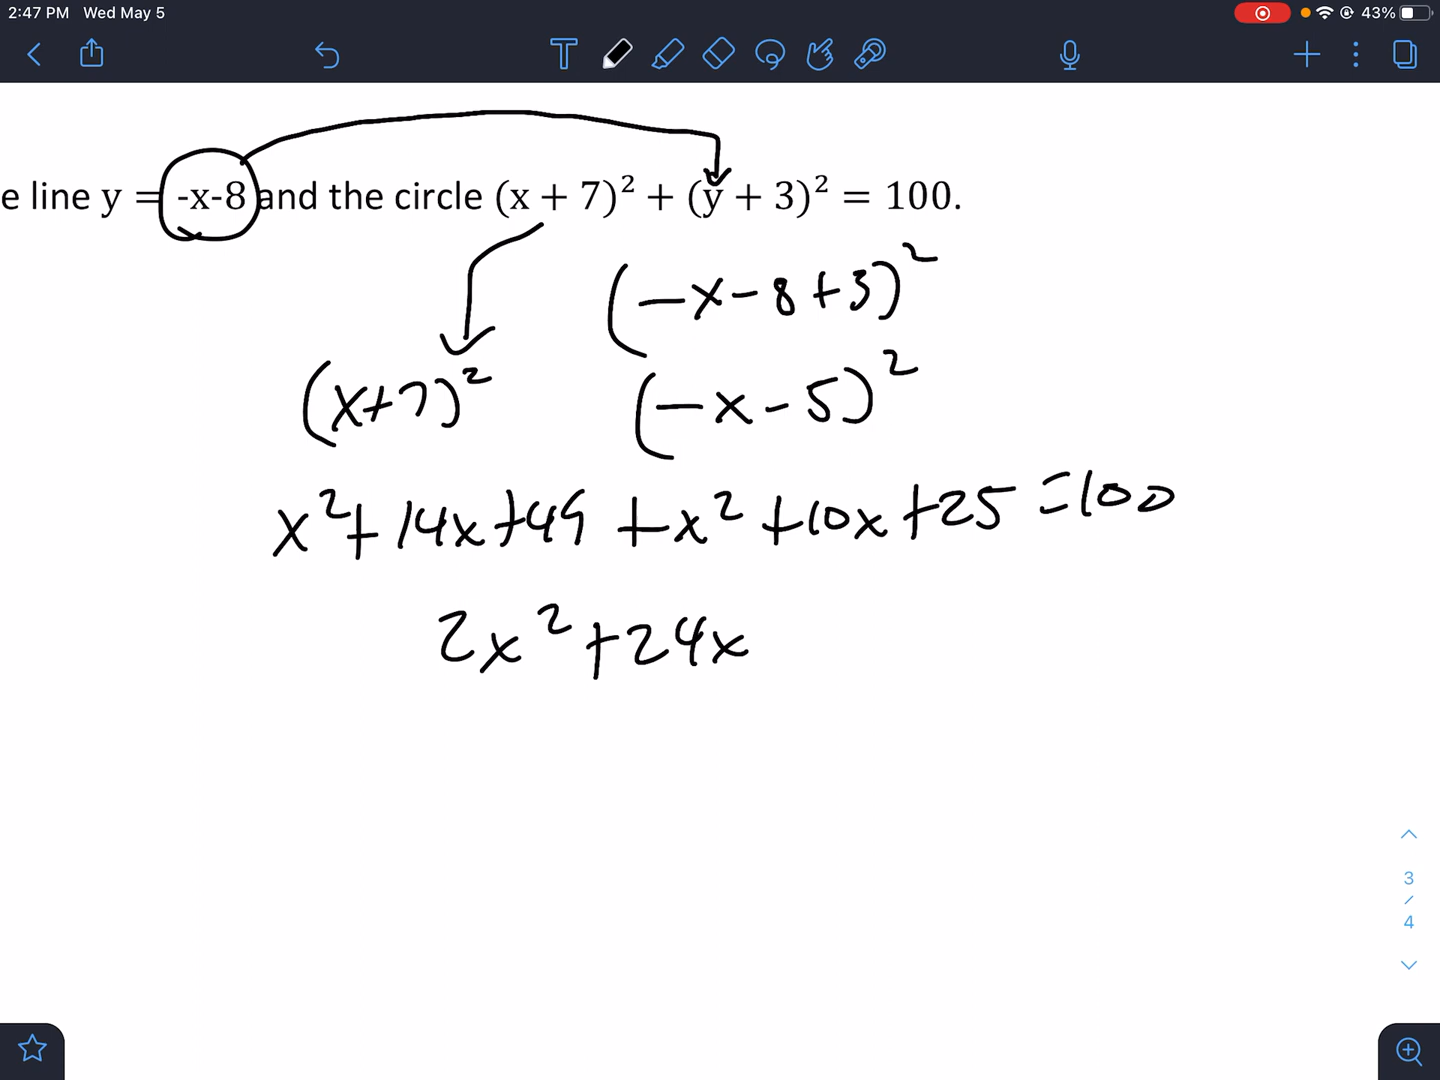 2:47 PM Wed May 5
43%
T
e line y = -x-8 and the circle (x + 7)² + (y + 3)² = 100.
(-x-8+3)²
(x+7)² (-x-5)²
x²+14x+49 +x²+10x+25=100
2x²+24x
3
/
4